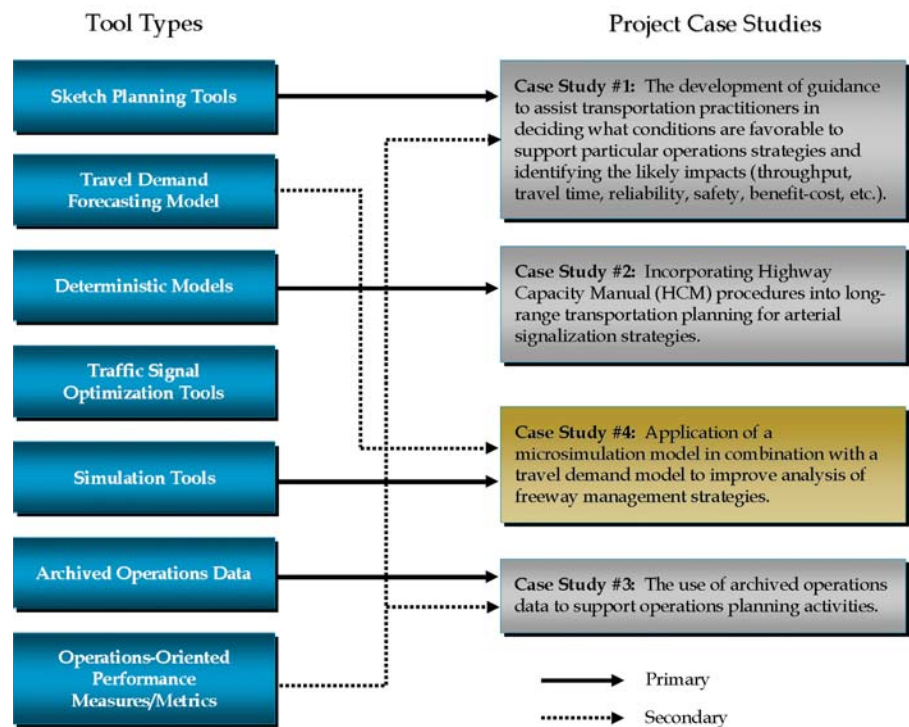 Tool Types
Sketch Planning Tools
Travel Demand
Forecasting Model
Deterministic Models
Traffic Signal
Optimization Tools
Simulation Tools
Archived Operations Data
Operations-Oriented
Performance
Measures/Metrics
Project Case Studies
Case Study #1: The development of guidance
to assist transportation practitioners in
deciding what conditions are favorable to
support particular operations strategies and
identifying the likely impacts (throughput,
travel time, reliability, safety, benefit-cost, etc.).
Case Study #2: Incorporating Highway
Capacity Manual (HCM) procedures into long-
range transportation planning for arterial
signalization strategies.
Case Study #4: Application of a
microsimulation model in combination with a
travel demand model to improve analysis of
freeway management strategies.
Case Study #3: The use of archived operations
data to support operations planning activities.
Primary
Secondary